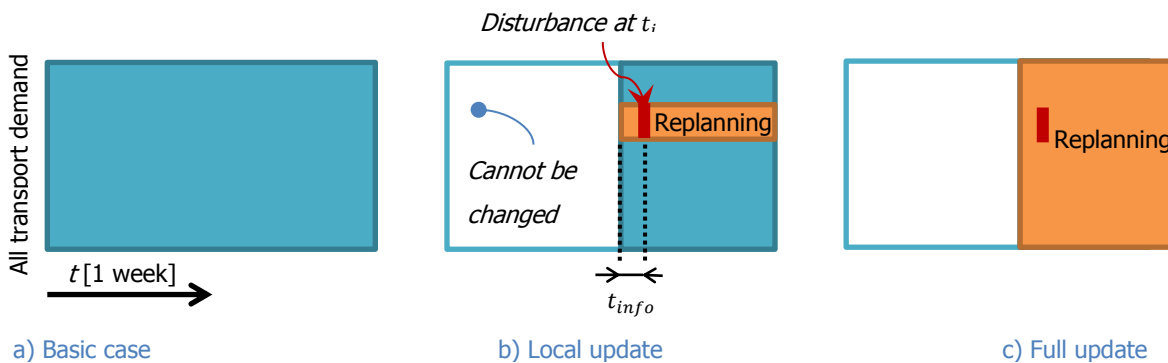 All transport demand
t [1 week]
a) Basic case
Disturbance at tᵢ
Replanning
Cannot be
changed
t_info
b) Local update
Replanning
c) Full update